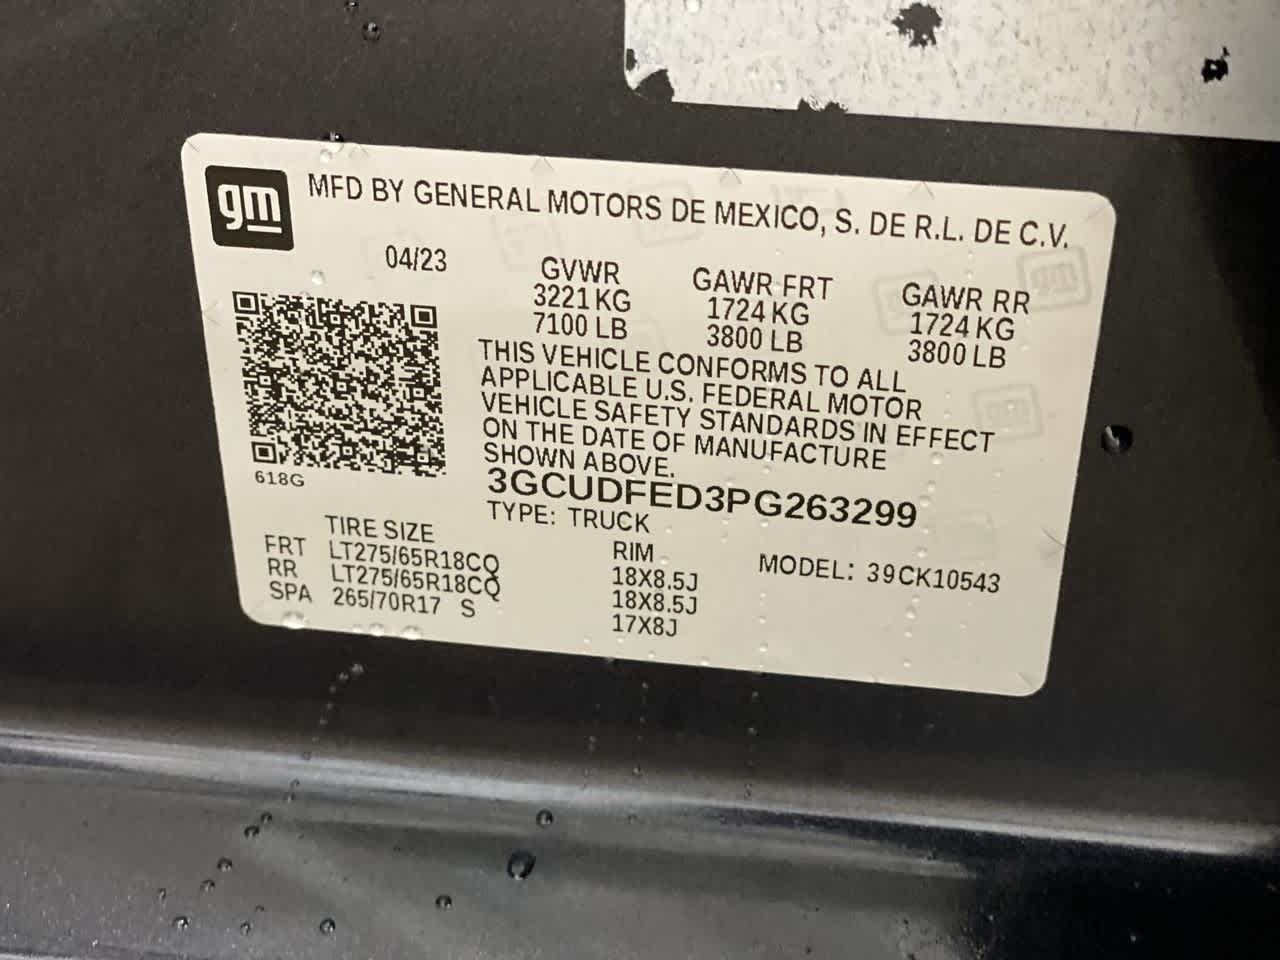 gm MFD BY GENERAL MOTORS DE MEXICO, S. DE R.L. DE C.V.
04/23 GVWR GAWR FRT GAWR RR
3221 KG 1724 KG 1724 KG
7100 LB 3800 LB 3800 LB
THIS VEHICLE CONFORMS TO ALL
APPLICABLE U.S. FEDERAL MOTOR
VEHICLE SAFETY STANDARDS IN EFFECT
ON THE DATE OF MANUFACTURE
SHOWN ABOVE.
618G
3GCUDFED3PG263299
TYPE: TRUCK
TIRE SIZE RIM MODEL: 39CK10543
FRT LT275/65R18CQ 18X8.5J
RR LT275/65R18CQ 18X8.5J
SPA 265/70R17 S 17X8J